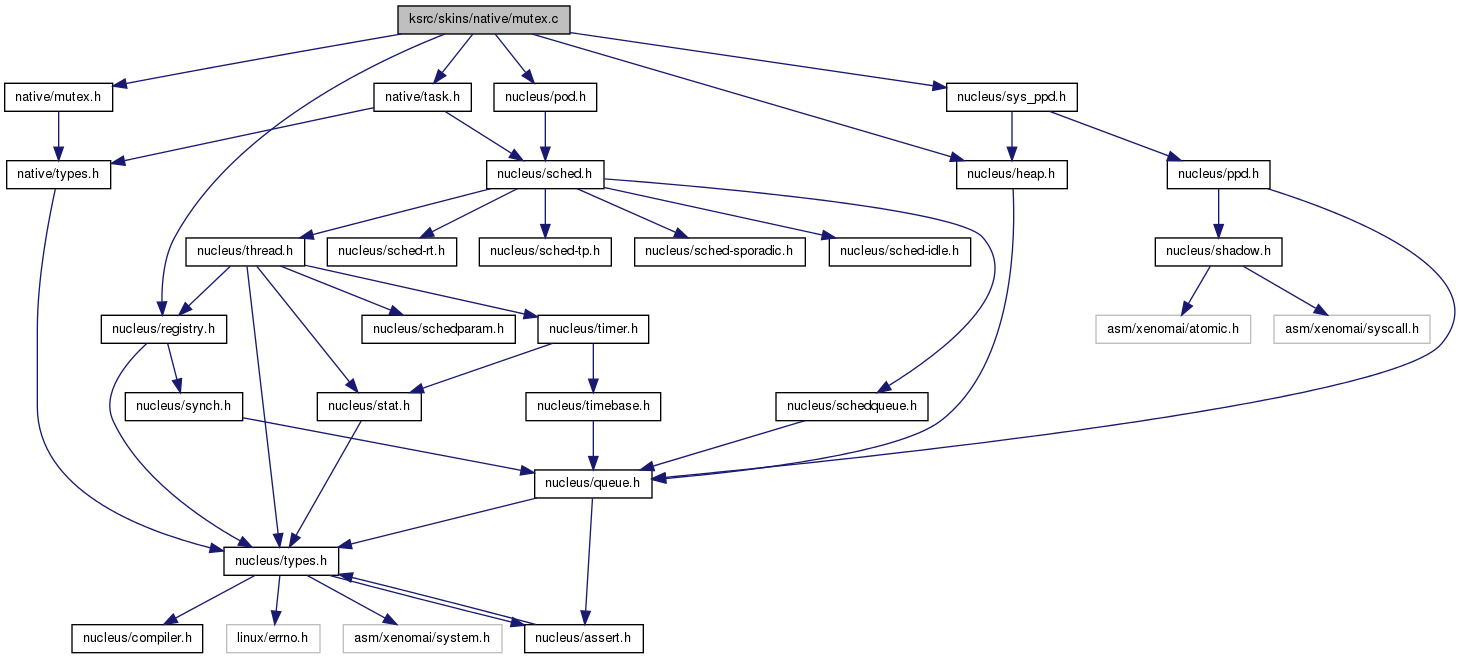 ksrc/skins/native/mutex.c
native/mutex.h
native/task.h
nucleus/pod.h
nucleus/sys_ppd.h
native/types.h
nucleus/sched.h
nucleus/heap.h
nucleus/ppd.h
nucleus/thread.h
nucleus/sched-rt.h
nucleus/sched-tp.h
nucleus/sched-sporadic.h
nucleus/sched-idle.h
nucleus/shadow.h
nucleus/registry.h
nucleus/schedparam.h
nucleus/timer.h
asm/xenomai/atomic.h
asm/xenomai/syscall.h
nucleus/synch.h
nucleus/stat.h
nucleus/timebase.h
nucleus/schedqueue.h
nucleus/queue.h
nucleus/types.h
nucleus/compiler.h
linux/errno.h
asm/xenomai/system.h
nucleus/assert.h